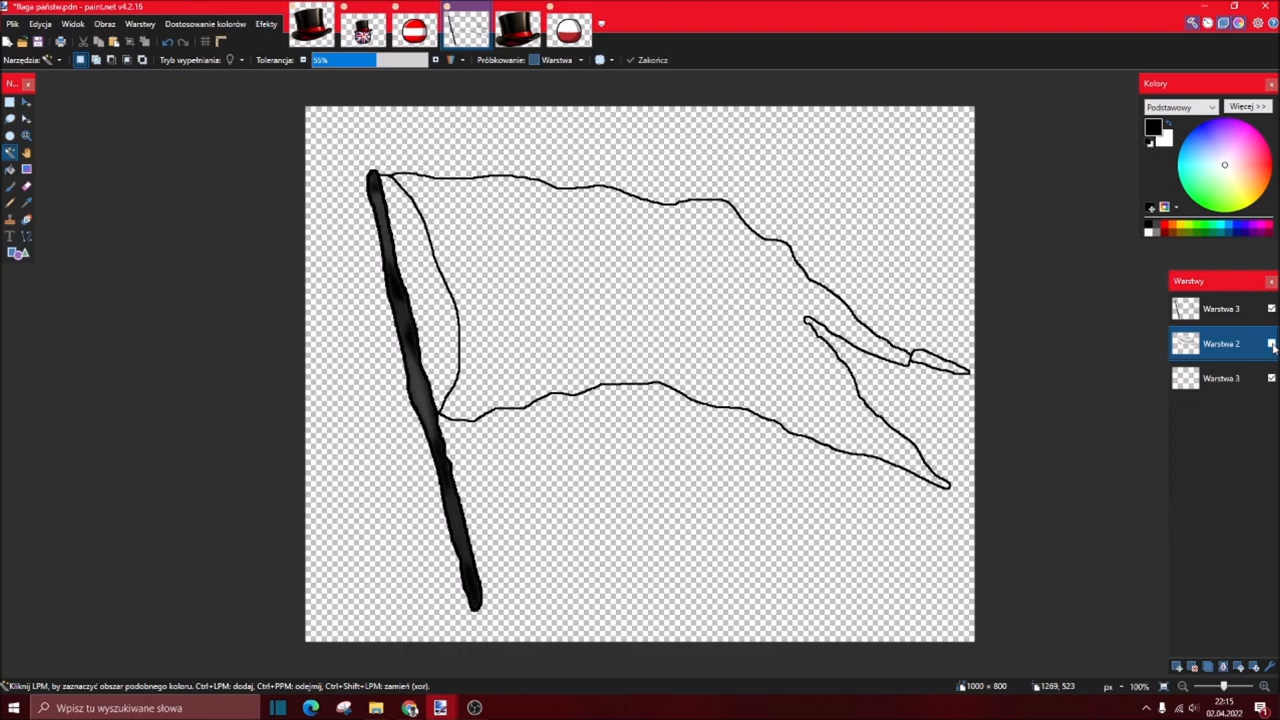 *flaga państw.pdn - paint.net v4.2.16
Plik Edycja Widok Obraz Warstwy Dostosowanie kolorów Efekty
Narzędzia: Tryb wypełniania: Tolerancja: 55% Próbkowanie: Warstwa Zakończ
N...
Kolory
Podstawowy Więcej >>
Warstwy
Warstwa 3
Warstwa 2
Warstwa 3
Kliknij LPM, by zaznaczyć obszar podobnego koloru. Ctrl+LPM: dodaj, Ctrl+PPM: odejmij, Ctrl+Shift+LPM: zamień (xor). 1000 × 800 1269, 523 px 100%
Wpisz tu wyszukiwane słowa
22:15
02.04.2022